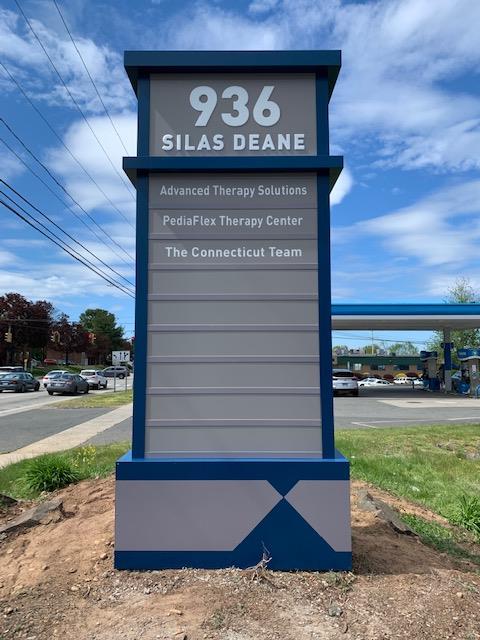 936
SILAS DEANE
Advanced Therapy Solutions
PediaFlex Therapy Center
The Connecticut Team